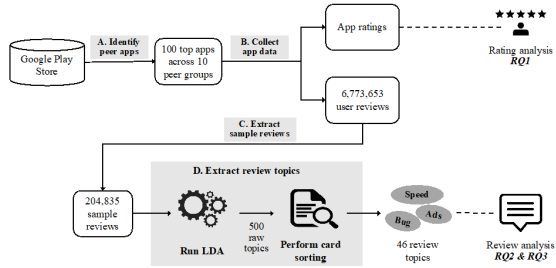 A. Identify
peer apps
Google Play
Store
100 top apps
across 10
peer groups
B. Collect
app data
App ratings
Rating analysis
RQ1
6,773,653
user reviews
C. Extract
sample reviews
204,835
sample
reviews
D. Extract review topics
Run LDA
500
raw
topics
Perform card
sorting
Speed
Bug
Ads
46 review
topics
Review analysis
RQ2 & RQ3